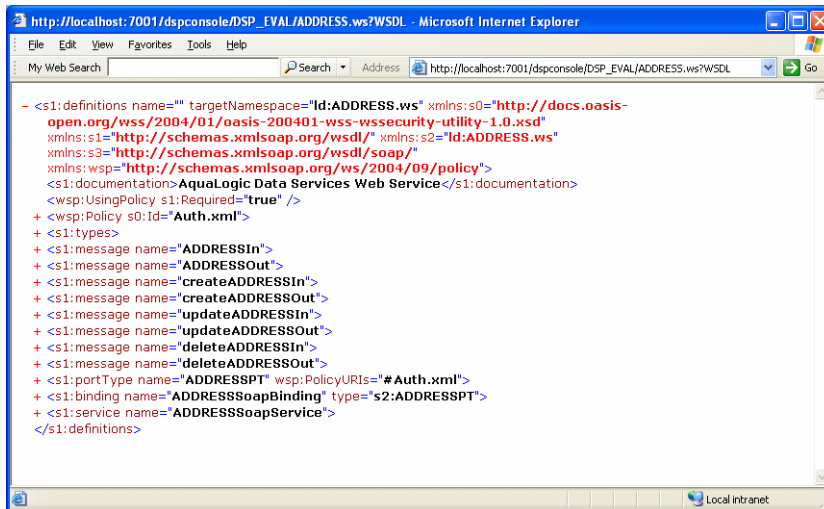 http://localhost:7001/dspconsole/DSP_EVAL/ADDRESS.ws?WSDL - Microsoft Internet Explorer
File Edit View Favorites Tools Help
My Web Search Search Address http://localhost:7001/dspconsole/DSP_EVAL/ADDRESS.ws?WSDL Go
- <s1:definitions name="" targetNamespace="ld:ADDRESS.ws" xmlns:s0="http://docs.oasis-
open.org/wss/2004/01/oasis-200401-wss-wssecurity-utility-1.0.xsd"
xmlns:s1="http://schemas.xmlsoap.org/wsdl/" xmlns:s2="ld:ADDRESS.ws"
xmlns:s3="http://schemas.xmlsoap.org/wsdl/soap/"
xmlns:wsp="http://schemas.xmlsoap.org/ws/2004/09/policy">
<s1:documentation>AquaLogic Data Services Web Service</s1:documentation>
<wsp:UsingPolicy s1:Required="true" />
+ <wsp:Policy s0:Id="Auth.xml">
+ <s1:types>
+ <s1:message name="ADDRESSIn">
+ <s1:message name="ADDRESSOut">
+ <s1:message name="createADDRESSIn">
+ <s1:message name="createADDRESSOut">
+ <s1:message name="updateADDRESSIn">
+ <s1:message name="updateADDRESSOut">
+ <s1:message name="deleteADDRESSIn">
+ <s1:message name="deleteADDRESSOut">
+ <s1:portType name="ADDRESSPT" wsp:PolicyURIs="#Auth.xml">
+ <s1:binding name="ADDRESSSoapBinding" type="s2:ADDRESSPT">
+ <s1:service name="ADDRESSSoapService">
</s1:definitions>
Local intranet